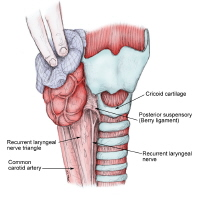 Cricoid cartilage
Posterior suspensory
(Berry ligament)
Recurrent laryngeal
nerve triangle
Recurrent laryngeal
nerve
Common
carotid artery